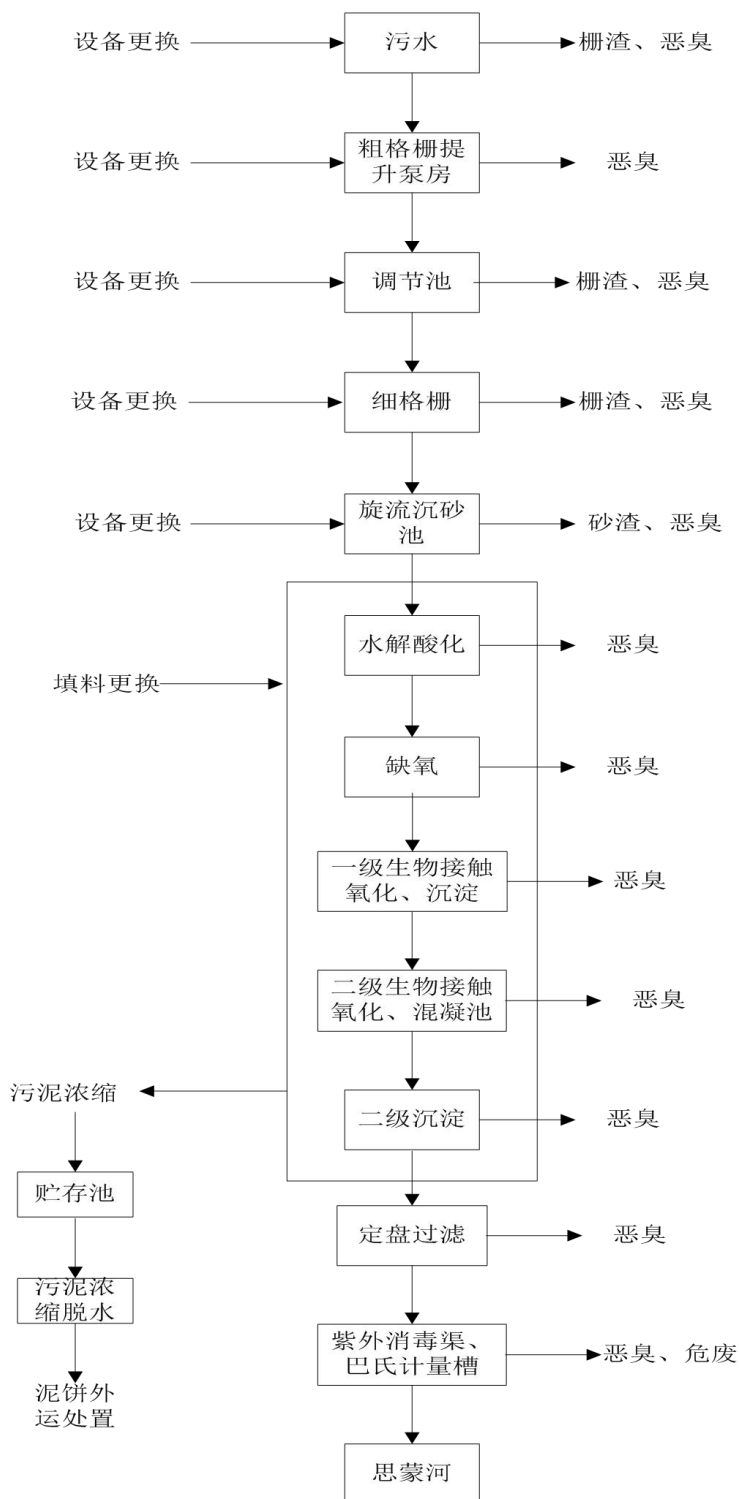 设备更换
污水
栅渣、恶臭
设备更换
粗格栅提
升泵房
恶臭
设备更换
调节池
栅渣、恶臭
设备更换
细格栅
栅渣、恶臭
设备更换
旋流沉砂
池
砂渣、恶臭
水解酸化
恶臭
填料更换
缺氧
恶臭
一级生物接触
氧化、沉淀
恶臭
二级生物接触
氧化、混凝池
恶臭
污泥浓缩
二级沉淀
恶臭
贮存池
定盘过滤
恶臭
污泥浓
缩脱水
紫外消毒渠、
巴氏计量槽
恶臭、危废
泥饼外
运处置
思蒙河